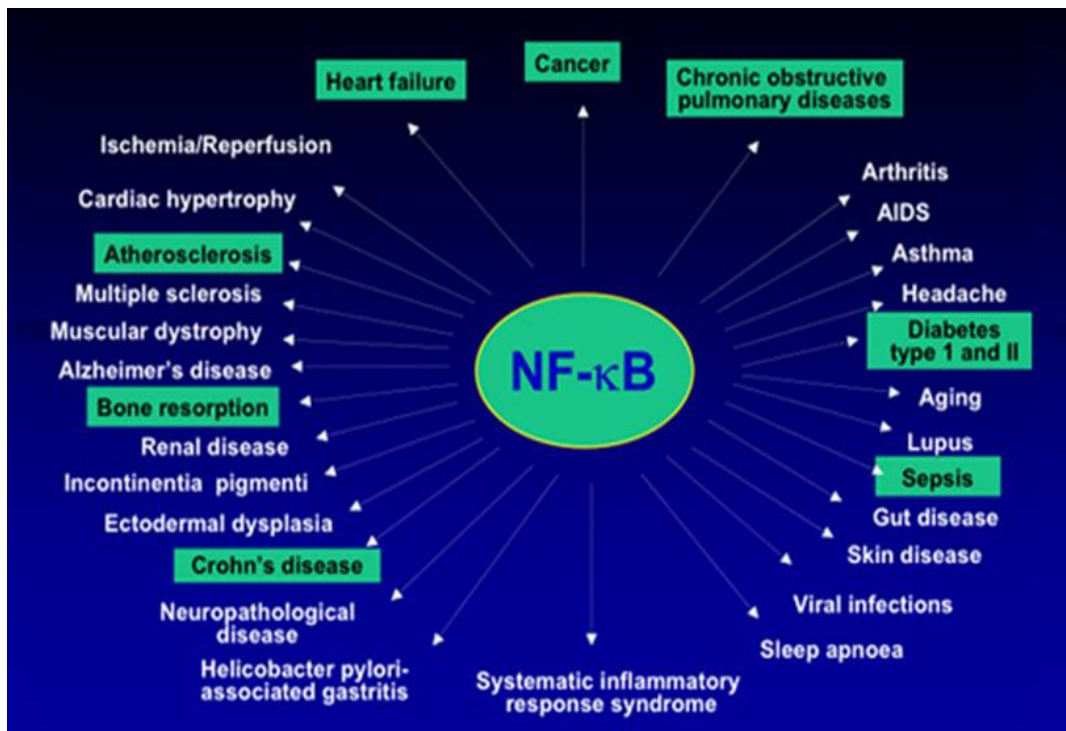 Heart failure
Cancer
Chronic obstructive
pulmonary diseases
Ischemia/Reperfusion
Cardiac hypertrophy
Atherosclerosis
Multiple sclerosis
Muscular dystrophy
Alzheimer's disease
Bone resorption
Renal disease
Incontinentia pigmenti
Ectodermal dysplasia
Crohn's disease
Neuropathological
disease
Helicobacter pylori-
associated gastritis
NF-κB
Systematic inflammatory
response syndrome
Arthritis
AIDS
Asthma
Headache
Diabetes
type 1 and II
Aging
Lupus
Sepsis
Gut disease
Skin disease
Viral infections
Sleep apnoea